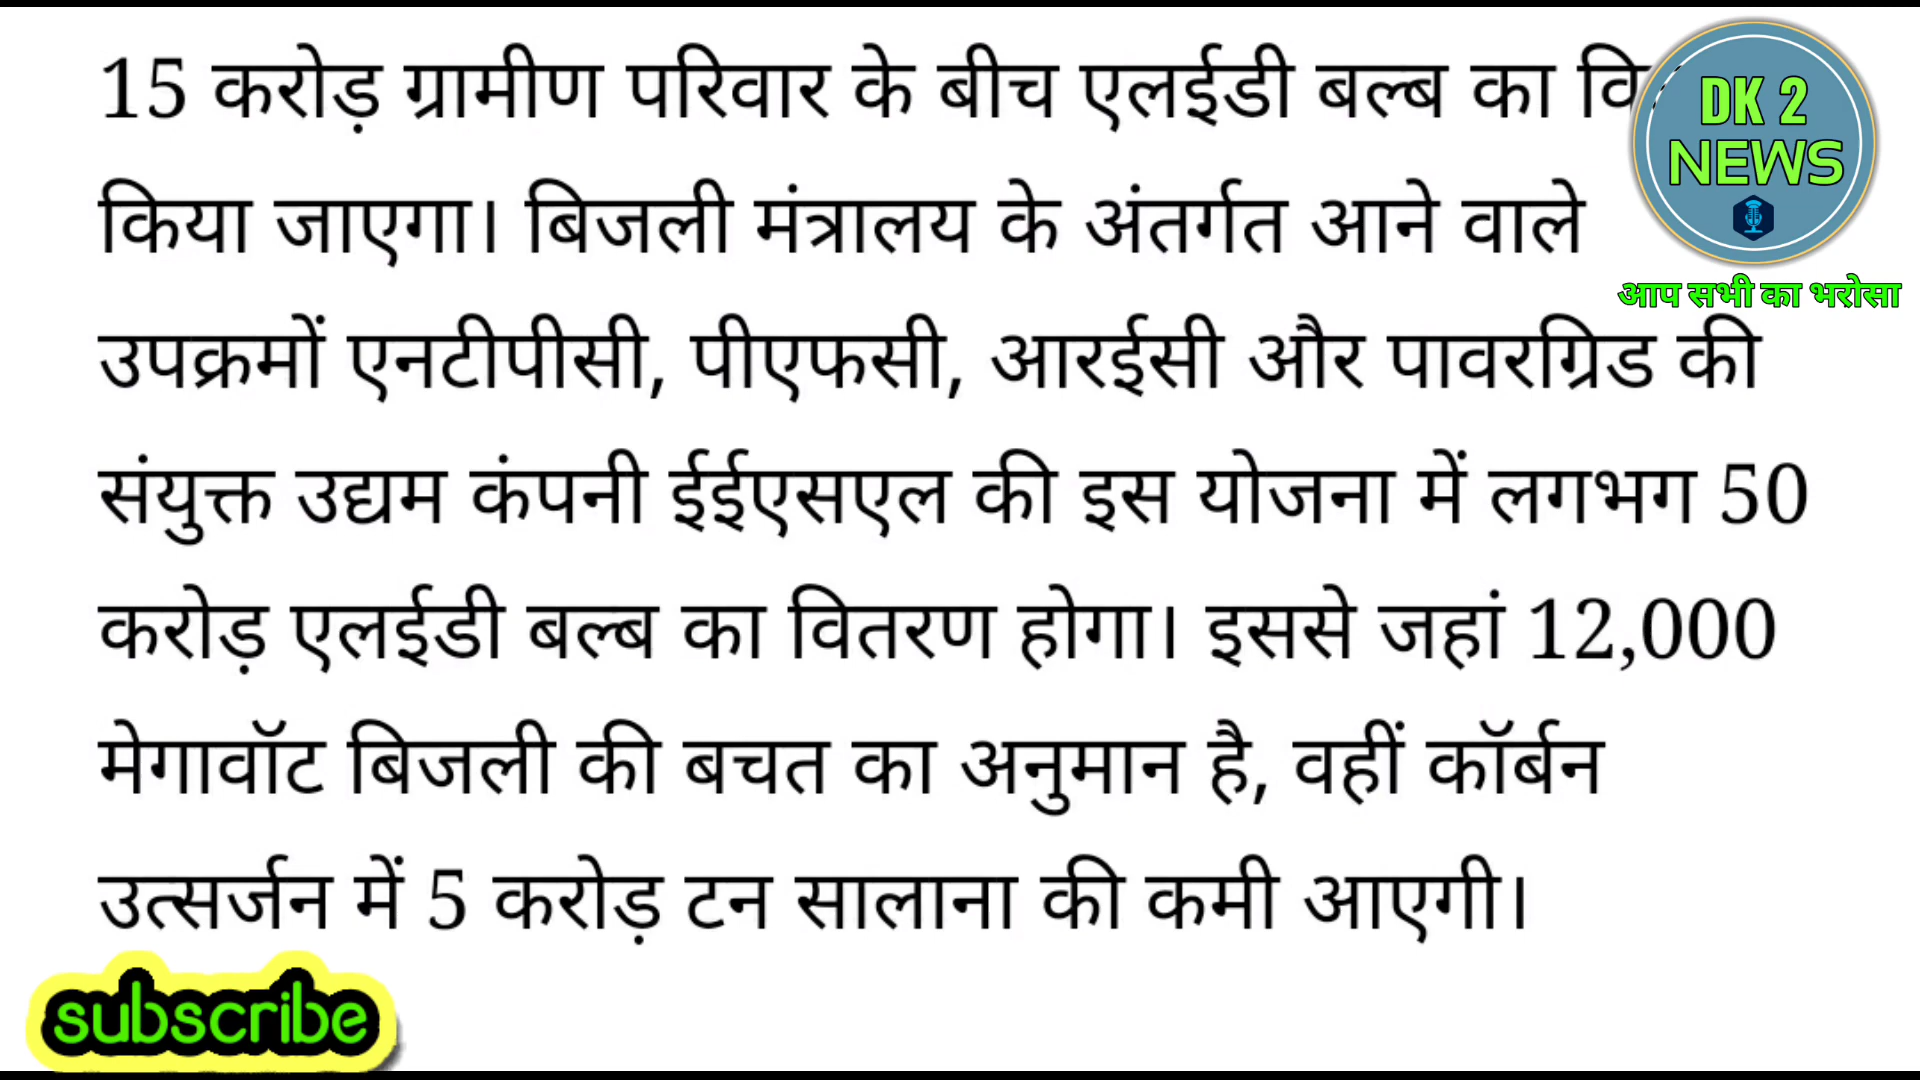 15 करोड़ ग्रामीण परिवार के बीच एलईडी बल्ब का
किया जाएगा। बिजली मंत्रालय के अंतर्गत आने वाले
उपक्रमों एनटीपीसी, पीएफसी, आरईसी और पावरग्रिड की
संयुक्त उद्यम कंपनी ईईएसएल की इस योजना में लगभग 50
करोड़ एलईडी बल्ब का वितरण होगा। इससे जहां 12,000
मेगावॉट बिजली की बचत का अनुमान है, वहीं कॉर्बन
उत्सर्जन में 5 करोड़ टन सालाना की कमी आएगी।
DK 2
NEWS
आप सभी का भरोसा
subscribe